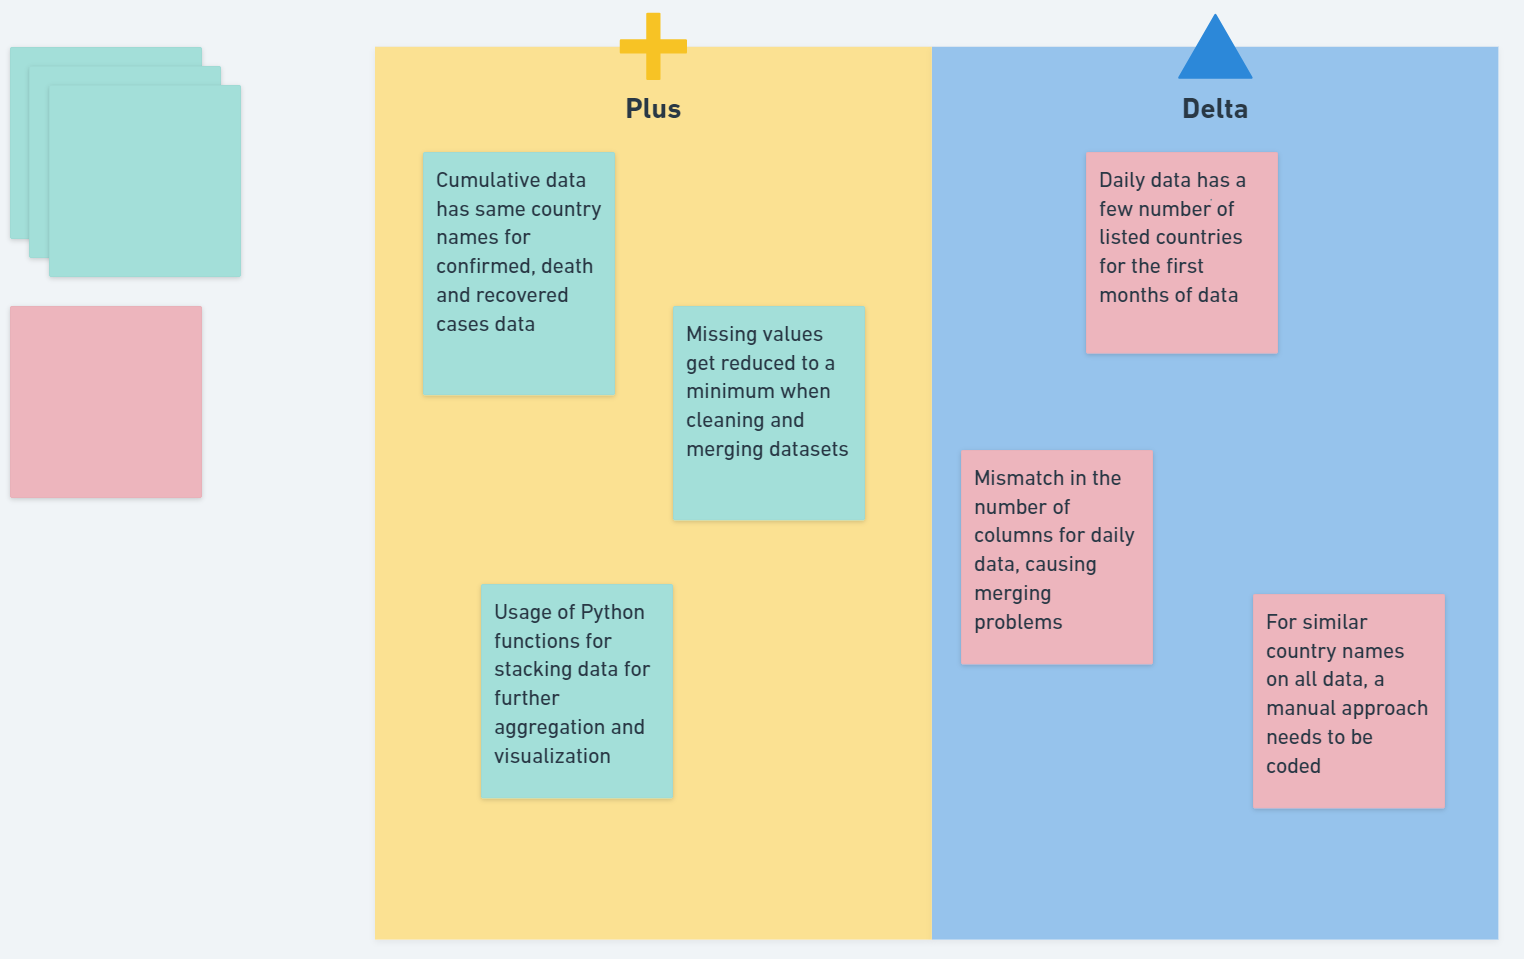 Plus
Cumulative data
has same country
names for
confirmed, death
and recovered
cases data
Missing values
get reduced to a
minimum when
cleaning and
merging datasets
Usage of Python
functions for
stacking data for
further
aggregation and
visualization
Delta
Daily data has a
few number of
listed countries
for the first
months of data
Mismatch in the
number of
columns for daily
data, causing
merging
problems
For similar
country names
on all data, a
manual approach
needs to be
coded